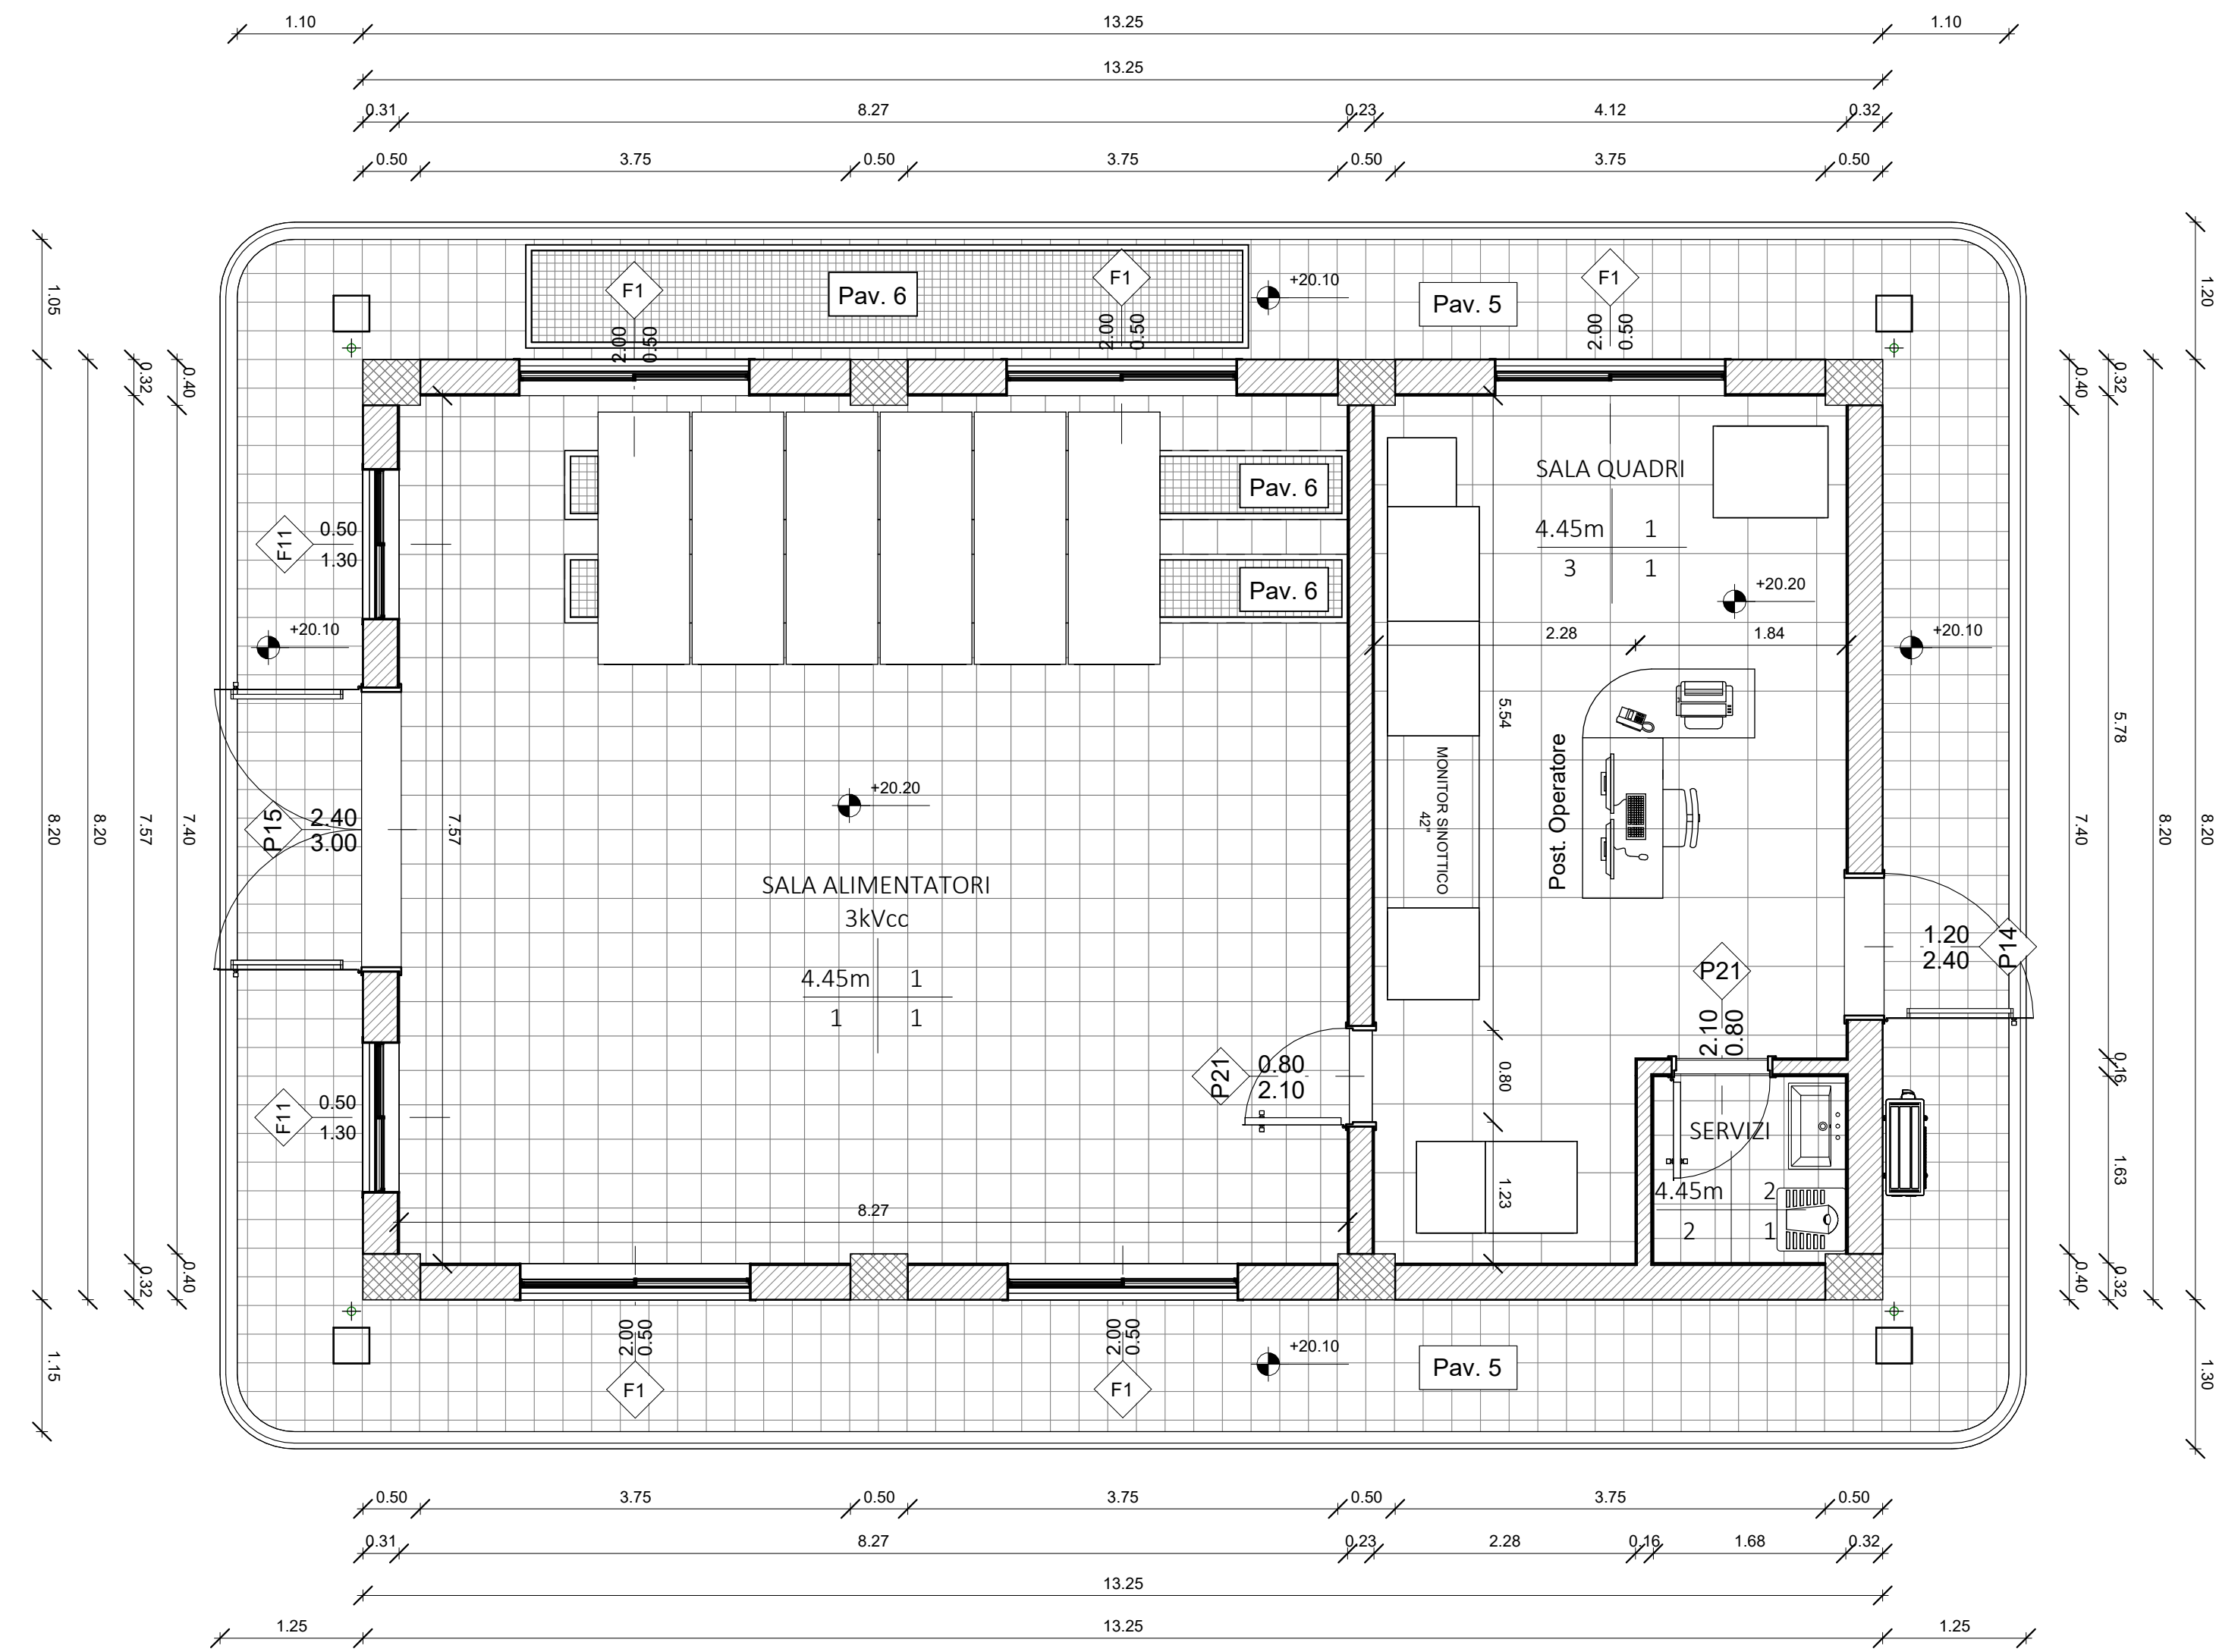 1.10 13.25 1.10
13.25
0.31 8.27 0.23 4.12 0.32
0.50 3.75 0.50 3.75 0.50 3.75 0.50
1.05
8.20
1.15
8.20
0.32
7.57
0.32
0.40
7.40
0.40
F1
2.00
0.50
Pav. 6
F1
2.00
0.50
+20.10
Pav. 5
F1
2.00
0.50
F11
0.50
1.30
+20.10
P15
2.40
3.00
F11
0.50
1.30
7.57
Pav. 6
Pav. 6
+20.20
SALA ALIMENTATORI
3kVcc
4.45m 1
1 1
8.27
P21
0.80
2.10
SALA QUADRI
4.45m 1
3 1
+20.20
2.28 1.84
5.54
MONITOR SINOTTICO
42"
Post. Operatore
0.80
1.23
P21
2.10
0.80
SERVIZI
4.45m 2
2 1
+20.10
P14
1.20
2.40
2.00
0.50
F1
2.00
0.50
F1
+20.10
Pav. 5
0.40
7.40
0.40
0.32
5.78
0.16
1.63
0.32
8.20
1.20
8.20
1.30
0.50 3.75 0.50 3.75 0.50 3.75 0.50
0.31 8.27 0.23 2.28 0.16 1.68 0.32
13.25
1.25 13.25 1.25